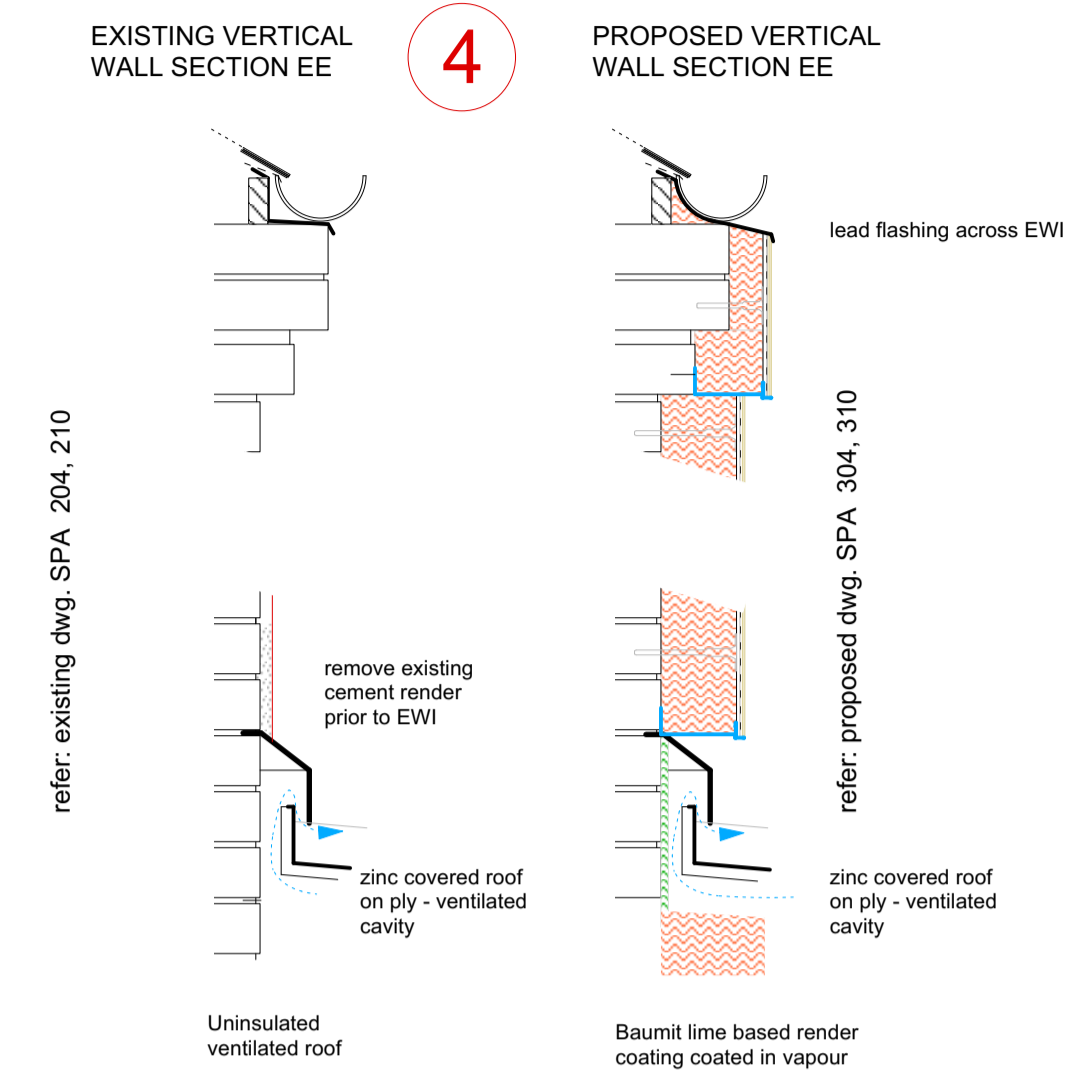 EXISTING VERTICAL
WALL SECTION EE
4
PROPOSED VERTICAL
WALL SECTION EE
lead flashing across EWI
refer: existing dwg. SPA 204, 210
refer: proposed dwg. SPA 304, 310
remove existing
cement render
prior to EWI
zinc covered roof
on ply - ventilated
cavity
zinc covered roof
on ply - ventilated
cavity
Uninsulated
ventilated roof
Baumit lime based render
coating coated in vapour